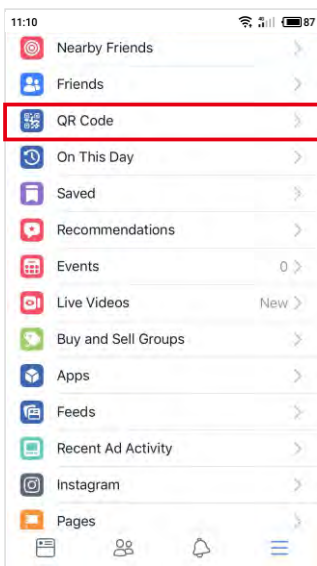 11:10 87
Nearby Friends
Friends
QR Code
On This Day
Saved
Recommendations
Events 0
Live Videos New
Buy and Sell Groups
Apps
Feeds
Recent Ad Activity
Instagram
Pages